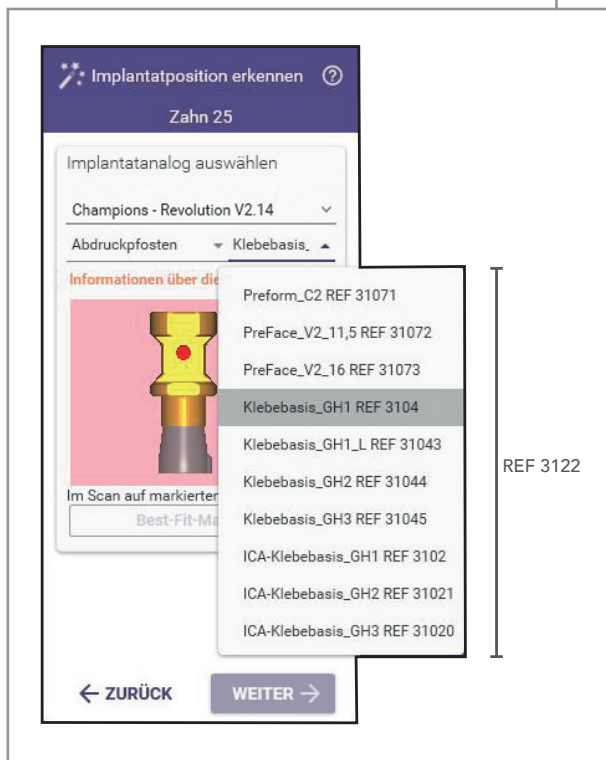 Implantatposition erkennen ?
Zahn 25
Implantatanalog auswählen
Champions - Revolution V2.14
Abdruckpfosten Klebebasis_
Informationen über die
Preform_C2 REF 31071
PreFace_V2_11,5 REF 31072
PreFace_V2_16 REF 31073
Klebebasis_GH1 REF 3104
Klebebasis_GH1_L REF 31043
Klebebasis_GH2 REF 31044
Klebebasis_GH3 REF 31045
ICA-Klebebasis_GH1 REF 3102
ICA-Klebebasis_GH2 REF 31021
ICA-Klebebasis_GH3 REF 31020
REF 3122
Im Scan auf markierten
Best-Fit-Ma
← ZURÜCK WEITER →